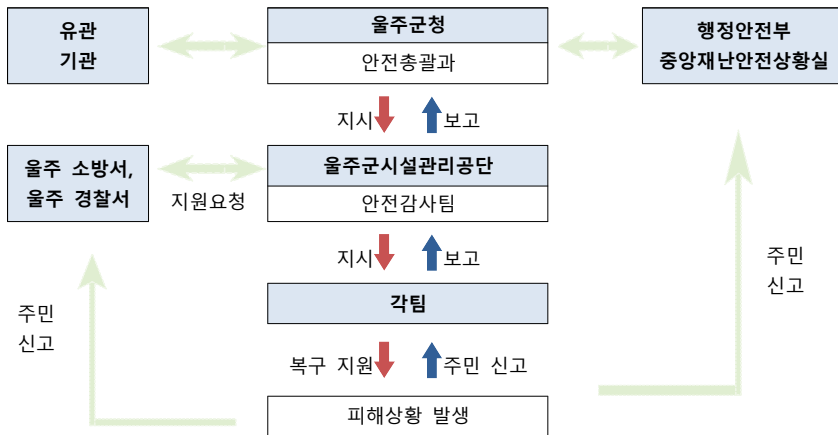 유관
기관
울주군청
안전총괄과
행정안전부
중앙재난안전상황실
지시
보고
울주 소방서,
울주 경찰서
지원요청
울주군시설관리공단
안전감사팀
지시
보고
주민
신고
각팀
주민
신고
복구 지원
주민 신고
피해상황 발생